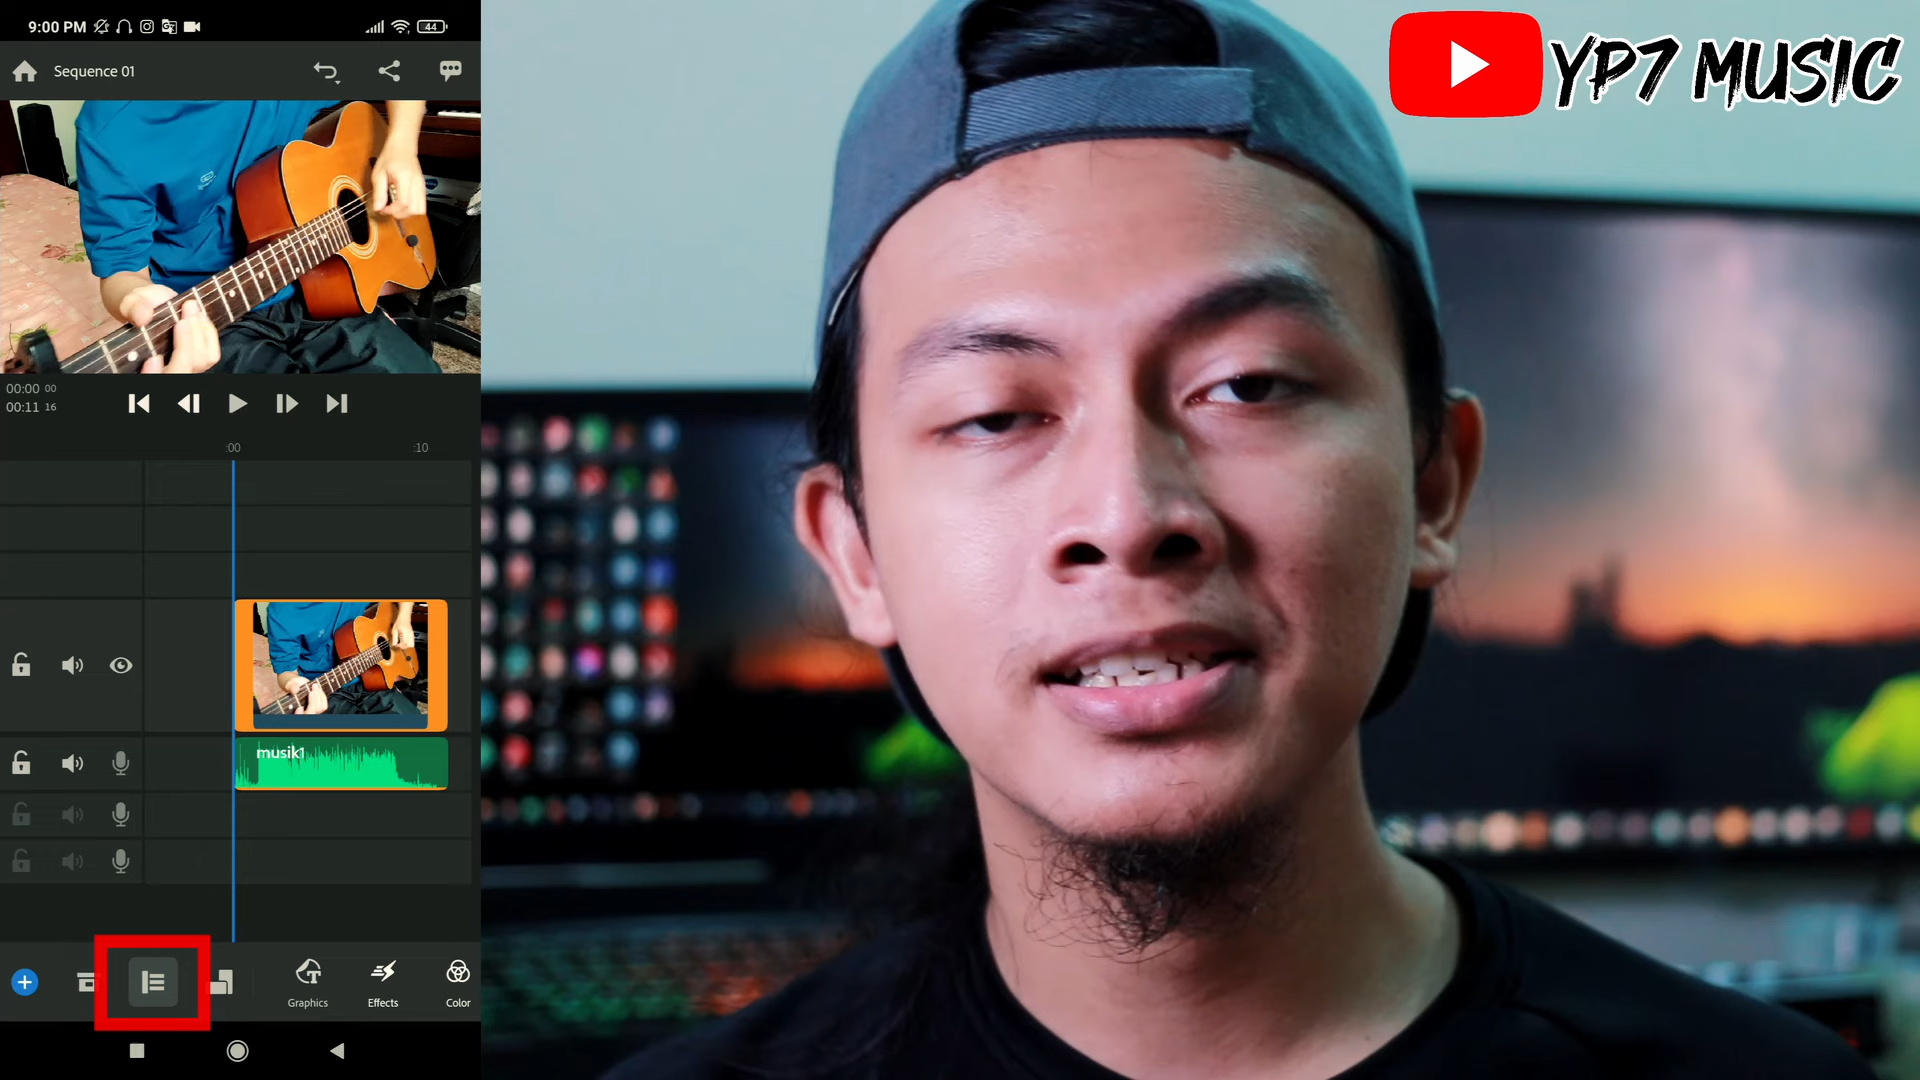 9:00 PM
44
Sequence 01
YP7 MUSIC
00:00 00
00:11 16
:00
:10
musik1
Graphics
Effects
Color